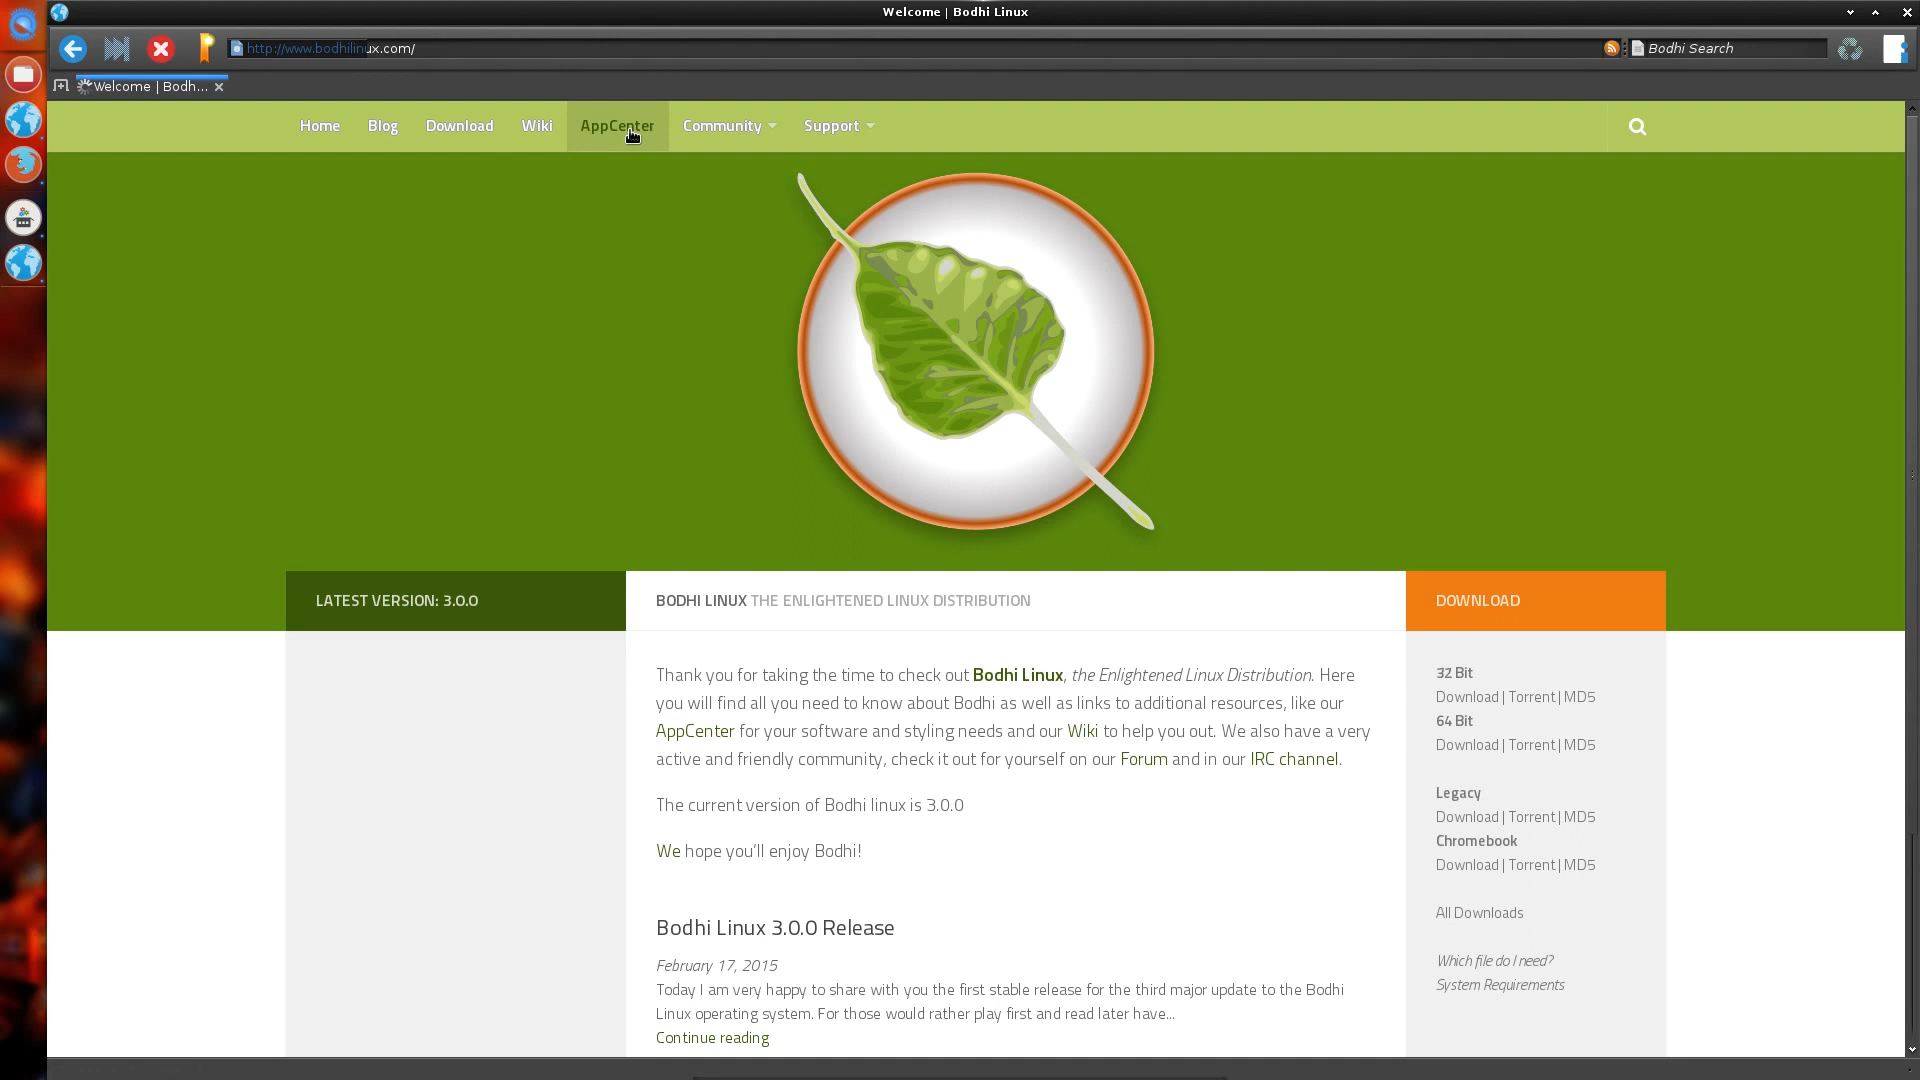 Welcome | Bodhi Linux
http://www.bodhilinux.com/
Bodhi Search
Welcome | Bodh...
Home Blog Download Wiki AppCenter Community Support
LATEST VERSION: 3.0.0
BODHI LINUX THE ENLIGHTENED LINUX DISTRIBUTION
Thank you for taking the time to check out Bodhi Linux, the Enlightened Linux Distribution. Here
you will find all you need to know about Bodhi as well as links to additional resources, like our
AppCenter for your software and styling needs and our Wiki to help you out. We also have a very
active and friendly community, check it out for yourself on our Forum and in our IRC channel.
The current version of Bodhi linux is 3.0.0
We hope you'll enjoy Bodhi!
Bodhi Linux 3.0.0 Release
February 17, 2015
Today I am very happy to share with you the first stable release for the third major update to the Bodhi
Linux operating system. For those would rather play first and read later have...
Continue reading
DOWNLOAD
32 Bit
Download | Torrent | MD5
64 Bit
Download | Torrent | MD5
Legacy
Download | Torrent | MD5
Chromebook
Download | Torrent | MD5
All Downloads
Which file do I need?
System Requirements